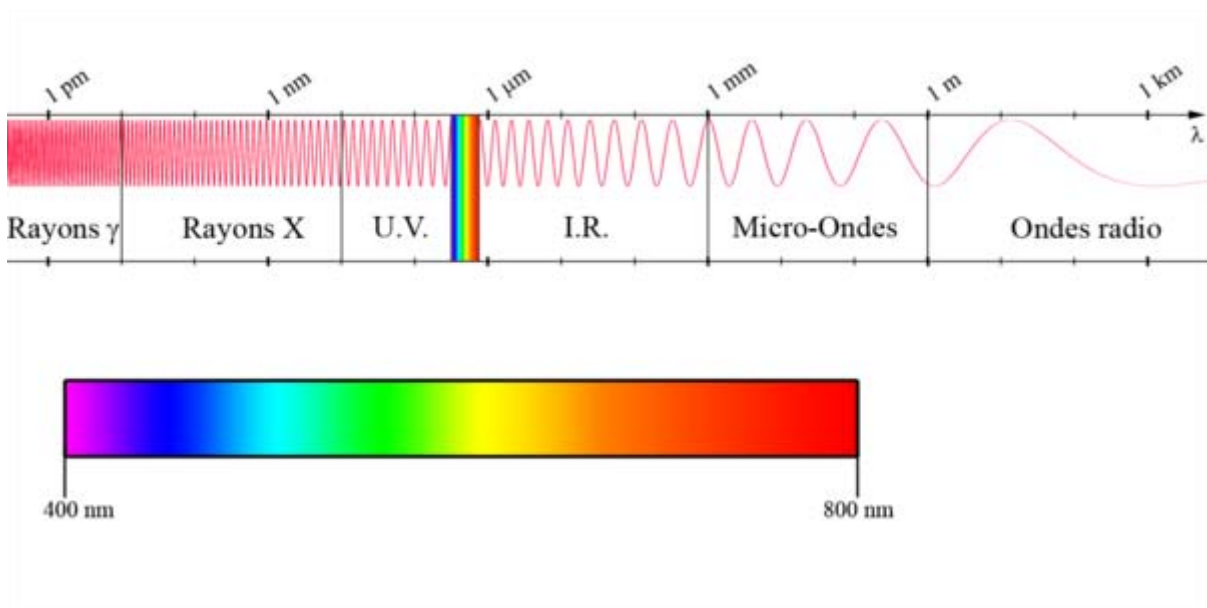 1 pm
1 nm
1 μm
1 mm
1 m
1 km
λ
Rayons γ
Rayons X
U.V.
I.R.
Micro-Ondes
Ondes radio
400 nm
800 nm